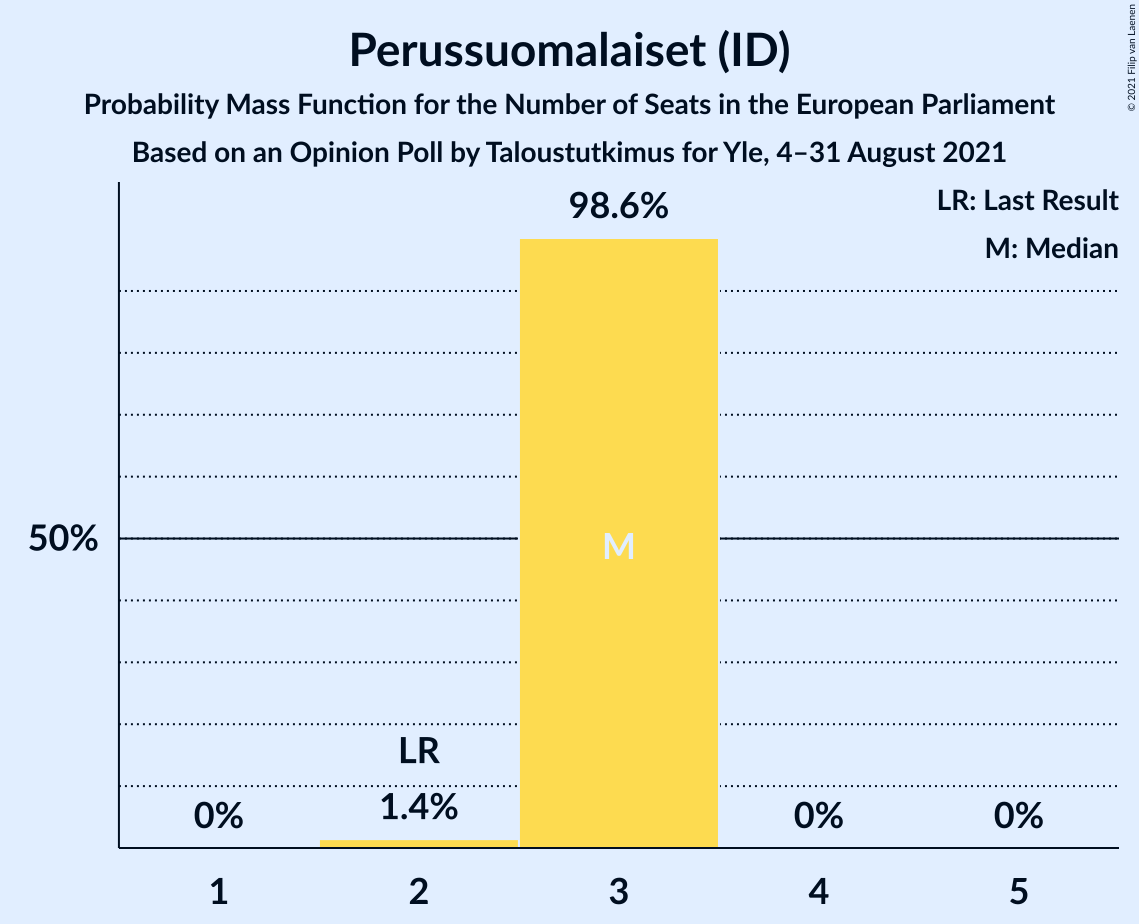 Perussuomalaiset (ID)
Probability Mass Function for the Number of Seats in the European Parliament
Based on an Opinion Poll by Taloustutkimus for Yle, 4–31 August 2021
© 2021 Filip van Laenen
LR: Last Result
M: Median
98.6%
50%
M
LR
0%
1.4%
0%
0%
1
2
3
4
5